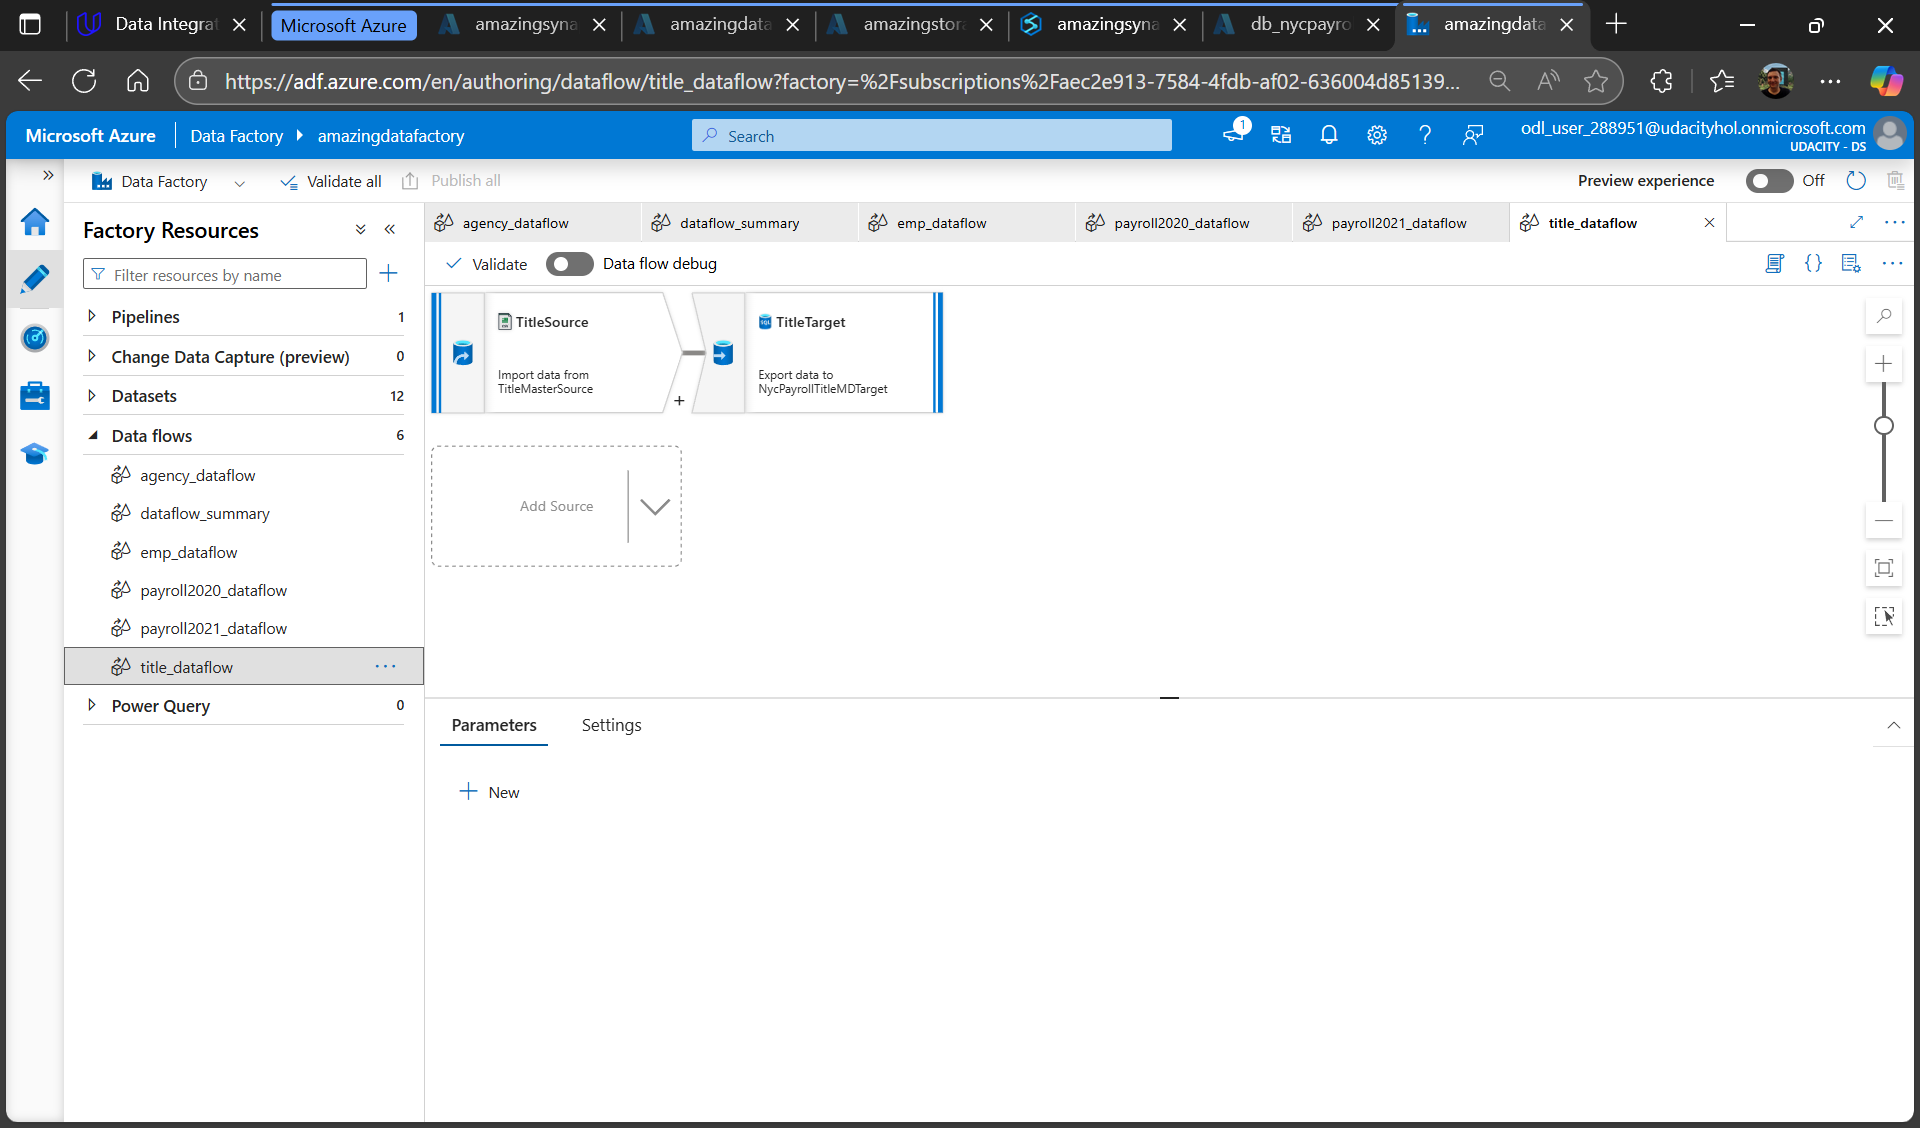 Data Integrat
Microsoft Azure
amazingsyna
amazingdata
amazingstora
amazingsyna
db_nycpayro
amazingdata
https://adf.azure.com/en/authoring/dataflow/title_dataflow?factory=%2Fsubscriptions%2Faec2e913-7584-4fdb-af02-636004d85139...
Microsoft Azure
Data Factory
amazingdatafactory
Search
1
odl_user_288951@udacityhol.onmicrosoft.com
UDACITY - DS
Data Factory
Validate all
Publish all
Preview experience
Off
Factory Resources
Filter resources by name
Pipelines 1
Change Data Capture (preview) 0
Datasets 12
Data flows 6
agency_dataflow
dataflow_summary
emp_dataflow
payroll2020_dataflow
payroll2021_dataflow
title_dataflow
Power Query 0
agency_dataflow
dataflow_summary
emp_dataflow
payroll2020_dataflow
payroll2021_dataflow
title_dataflow
Validate
Data flow debug
TitleSource
Import data from
TitleMasterSource
TitleTarget
Export data to
NycPayrollTitleMDTarget
Add Source
Parameters
Settings
New